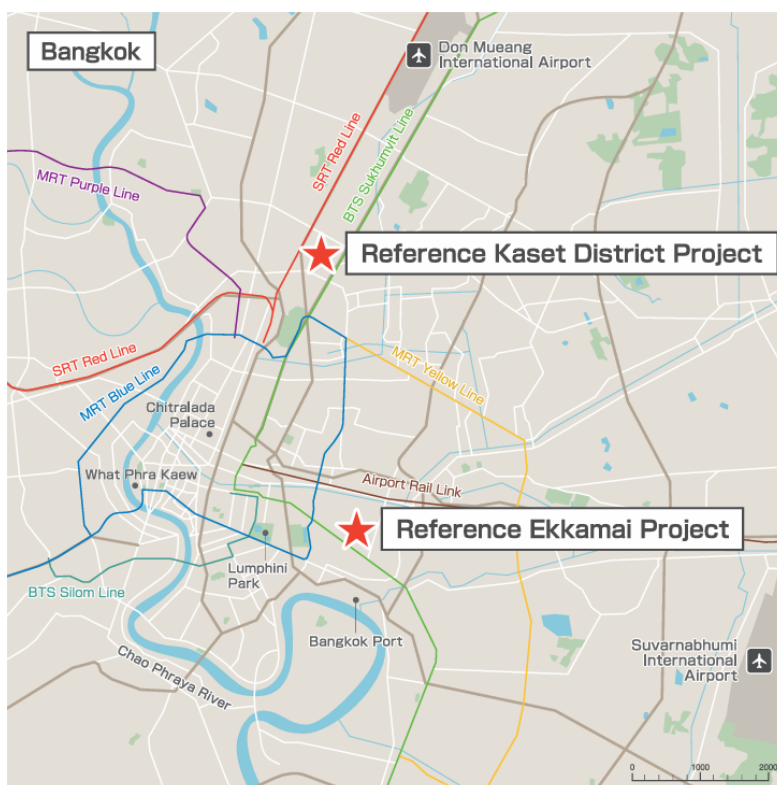 Bangkok
Don Mueang
International Airport
SRT Red Line
BTS Sukhumvit Line
MRT Purple Line
Reference Kaset District Project
SRT Red Line
MRT Blue Line
MRT Yellow Line
Chitralada
Palace
What Phra Kaew
Airport Rail Link
Reference Ekkamai Project
Lumphini
Park
BTS Silom Line
Bangkok Port
Chao Phraya River
Suvarnabhumi
International
Airport
0 1000 2000